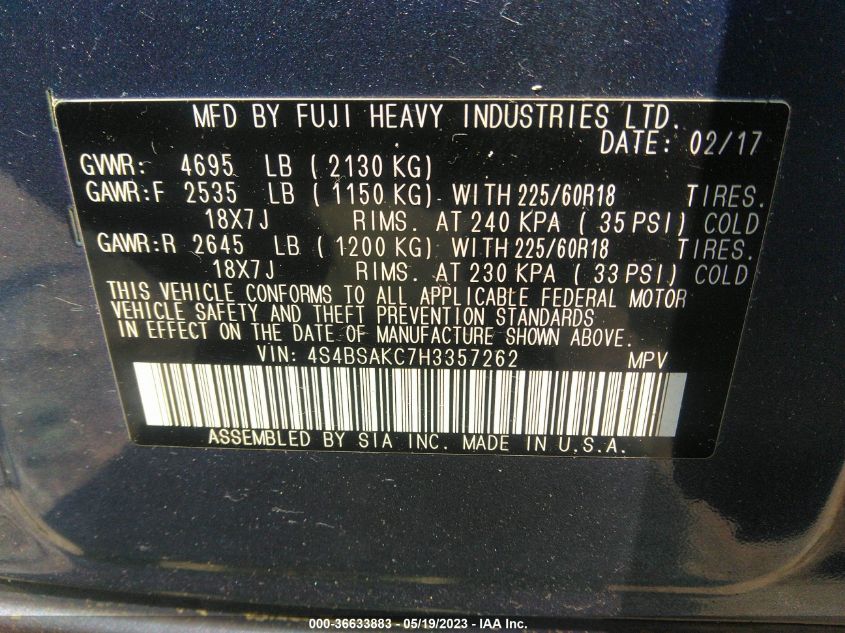 MFD BY FUJI HEAVY INDUSTRIES LTD.
DATE: 02/17
GVWR: 4695 LB ( 2130 KG)
GAWR:F 2535 LB ( 1150 KG) WITH 225/60R18 TIRES.
18X7J RIMS. AT 240 KPA ( 35 PSI) COLD
GAWR:R 2645 LB ( 1200 KG) WITH 225/60R18 TIRES.
18X7J RIMS. AT 230 KPA ( 33 PSI) COLD
THIS VEHICLE CONFORMS TO ALL APPLICABLE FEDERAL MOTOR
VEHICLE SAFETY AND THEFT PREVENTION STANDARDS
IN EFFECT ON THE DATE OF MANUFACTURE SHOWN ABOVE.
VIN: 4S4BSAKC7H3357262 MPV
ASSEMBLED BY SIA INC. MADE IN U.S.A.
000-36633883 - 05/19/2023 - IAA Inc.